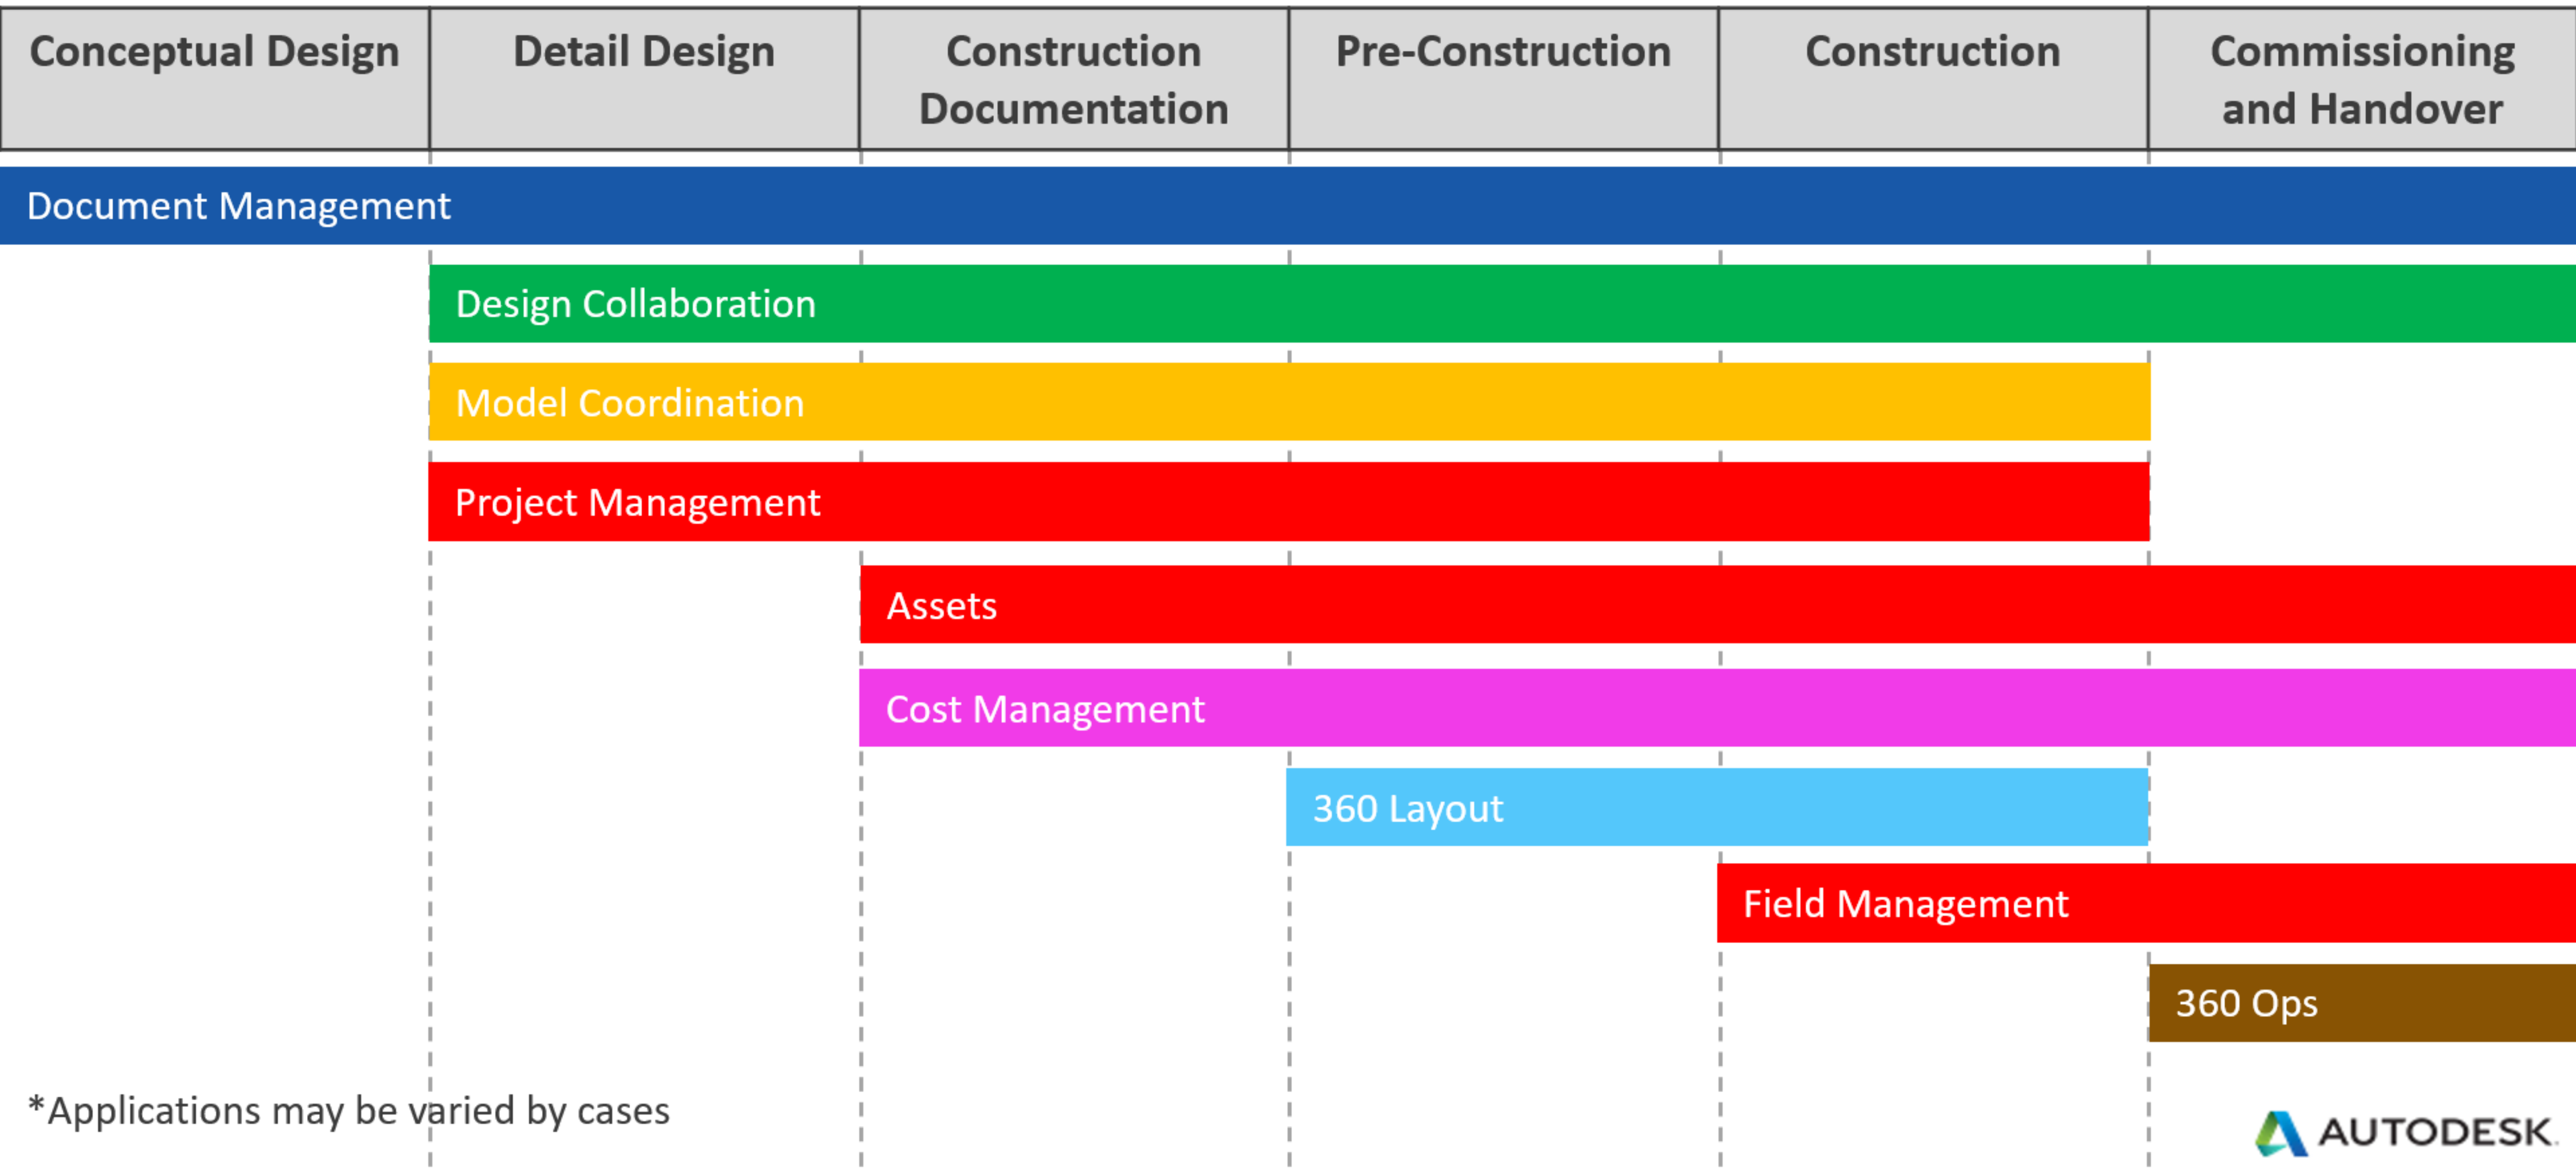 Conceptual Design
Detail Design
Construction
Documentation
Pre-Construction
Construction
Commissioning
and Handover
Document Management
Design Collaboration
Model Coordination
Project Management
Assets
Cost Management
360 Layout
Field Management
360 Ops
*Applications may be varied by cases
AUTODESK.